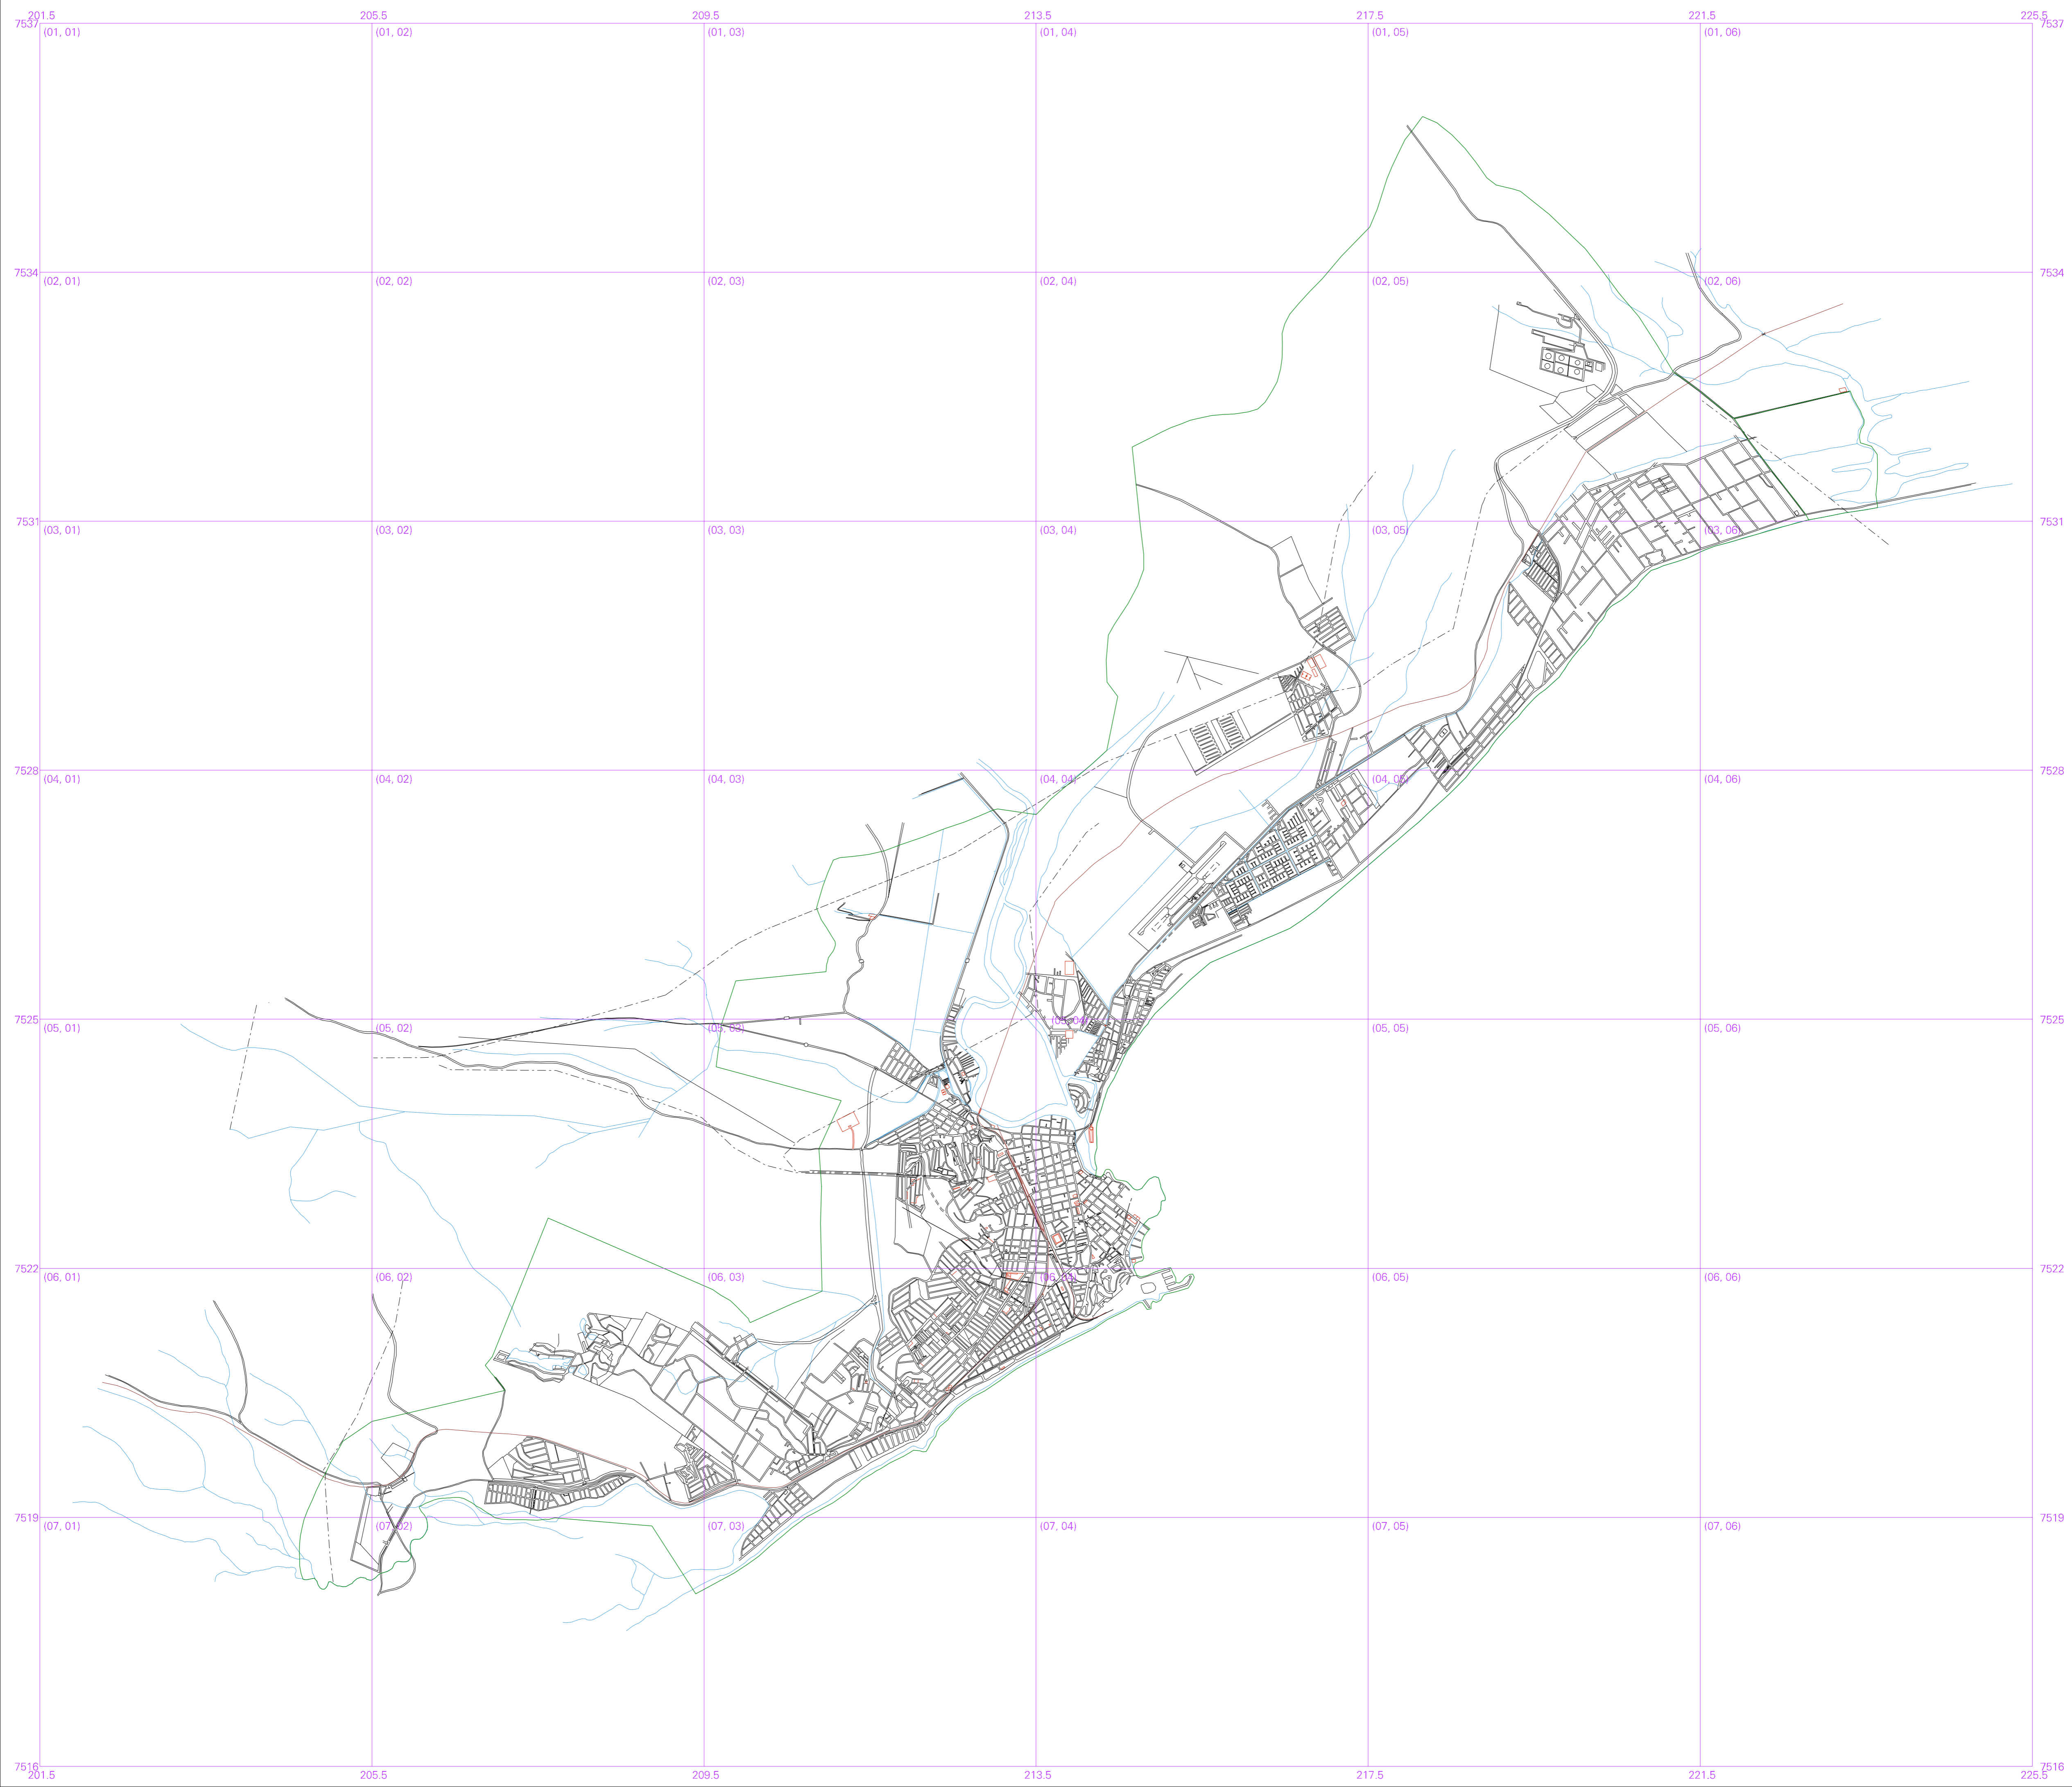 201.5 205.5 209.5 213.5 217.5 221.5 225.5
7537 7537
(01, 01) (01, 02) (01, 03) (01, 04) (01, 05) (01, 06)
7534 7534
(02, 01) (02, 02) (02, 03) (02, 04) (02, 05) (02, 06)
7531 7531
(03, 01) (03, 02) (03, 03) (03, 04) (03, 05) (03, 06)
7528 7528
(04, 01) (04, 02) (04, 03) (04, 04) (04, 05) (04, 06)
7525 7525
(05, 01) (05, 02) (05, 03) (05, 04) (05, 05) (05, 06)
7522 7522
(06, 01) (06, 02) (06, 03) (06, 04) (06, 05) (06, 06)
7519 7519
(07, 01) (07, 02) (07, 03) (07, 04) (07, 05) (07, 06)
7516 7516
201.5 205.5 209.5 213.5 217.5 221.5 225.5